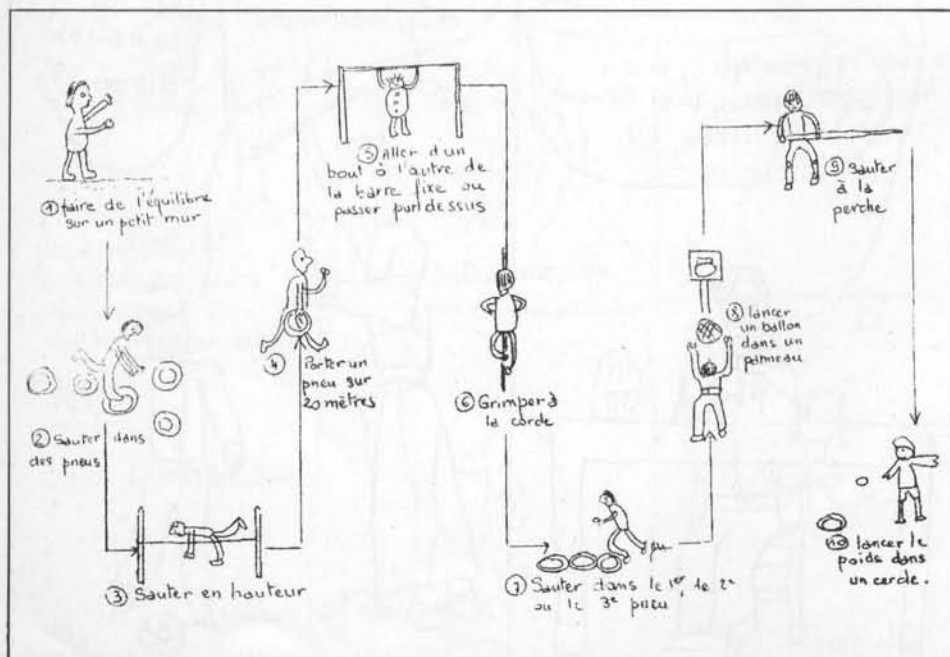 ① faire de l'équilibre
sur un petit mur
② Sauter dans
des pneus
③ Sauter en hauteur
④ Porter un
pneu sur
20 mètres
⑤ Aller d'un
bout à l'autre de
la barre fixe ou
passer par dessus
⑥ Grimper à
la corde
⑦ Sauter dans le 1er, le 2e
ou le 3e pneu
⑧ lancer
un ballon
dans un
panneau
⑨ Sauter
à la
perche
⑩ lancer le
poids dans
un cercle.